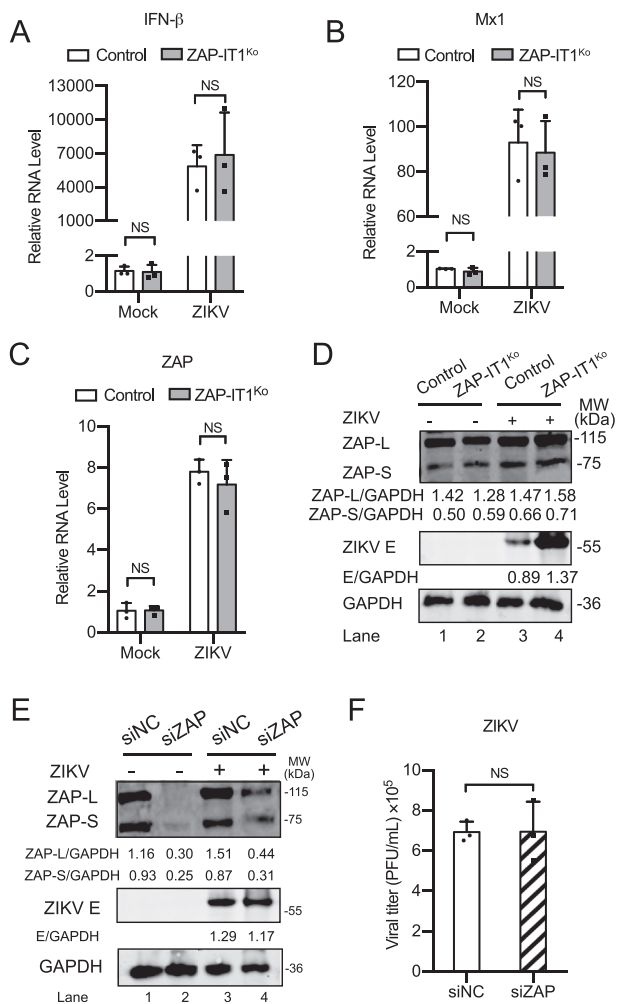 A
IFN-β
Control ZAP-IT1Ko
Relative RNA Level
13000
10000
7000
4000
1000
2
1
0
NS
NS
Mock ZIKV
B
Mx1
Control ZAP-IT1Ko
Relative RNA Level
120
100
80
60
2
1
0
NS
NS
Mock ZIKV
C
ZAP
Control ZAP-IT1Ko
Relative RNA Level
10
8
6
4
2
0
NS
NS
Mock ZIKV
D
Control ZAP-IT1Ko Control ZAP-IT1Ko
MW
(kDa)
ZIKV - - + +
ZAP-L -115
ZAP-S -75
ZAP-L/GAPDH 1.42 1.28 1.47 1.58
ZAP-S/GAPDH 0.50 0.59 0.66 0.71
ZIKV E -55
E/GAPDH 0.89 1.37
GAPDH -36
Lane 1 2 3 4
E
siNC siZAP siNC siZAP
MW
(kDa)
ZIKV - - + +
ZAP-L -115
ZAP-S -75
ZAP-L/GAPDH 1.16 0.30 1.51 0.44
ZAP-S/GAPDH 0.93 0.25 0.87 0.31
ZIKV E -55
E/GAPDH 1.29 1.17
GAPDH -36
Lane 1 2 3 4
F
ZIKV
Viral titer (PFU/mL) ×10⁵
10
8
6
4
2
0
NS
siNC siZAP